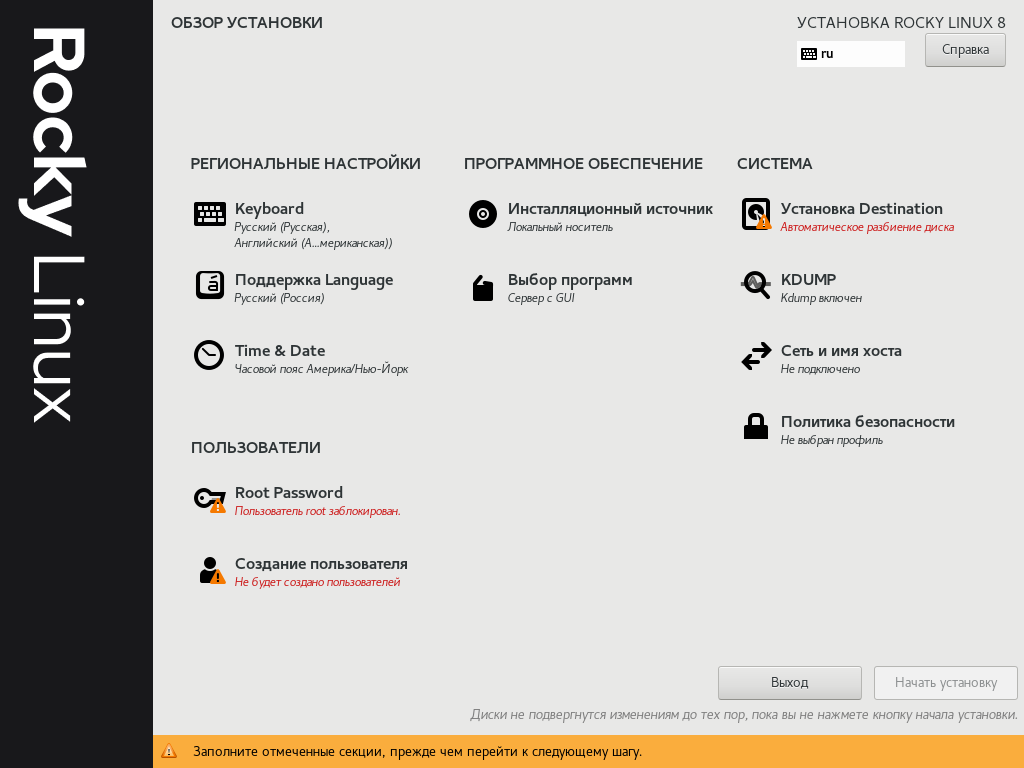 Rocky Linux
ОБЗОР УСТАНОВКИ
УСТАНОВКА ROCKY LINUX 8
ru
Справка
РЕГИОНАЛЬНЫЕ НАСТРОЙКИ
Keyboard
Русский (Русская),
Английский (А...мериканская))
Поддержка Language
Русский (Россия)
Time & Date
Часовой пояс Америка/Нью-Йорк
ПРОГРАММНОЕ ОБЕСПЕЧЕНИЕ
Инсталляционный источник
Локальный носитель
Выбор программ
Сервер с GUI
СИСТЕМА
Установка Destination
Автоматическое разбиение диска
KDUMP
Kdump включен
Сеть и имя хоста
Не подключено
Политика безопасности
Не выбран профиль
ПОЛЬЗОВАТЕЛИ
Root Password
Пользователь root заблокирован.
Создание пользователя
Не будет создано пользователей
Выход
Начать установку
Диски не подвергнутся изменениям до тех пор, пока вы не нажмете кнопку начала установки.
Заполните отмеченные секции, прежде чем перейти к следующему шагу.